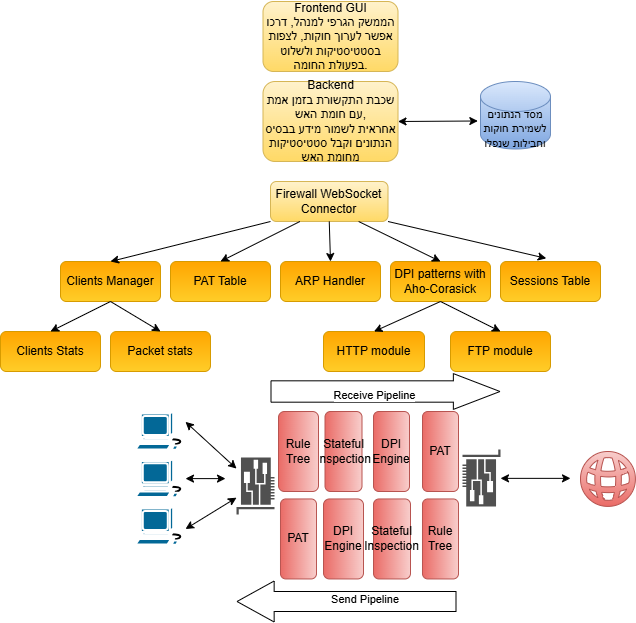 Frontend GUI
הממשק הגרפי למנהל, דרכו
אפשר לערוך חוקות, לצפות
בסטטיסטיקות ולשלוט
בפעולת החומה.
Backend
שכבת התקשורת בזמן אמת
עם חומת האש,
אחראית לשמור מידע בבסיס
הנתונים וקבל סטטיסטיקות
מחומת האש
מסד הנתונים
לשמירת חוקות
וחבילות שנפלו
Firewall WebSocket
Connector
Clients Manager
PAT Table
ARP Handler
DPI patterns with
Aho-Corasick
Sessions Table
Clients Stats
Packet stats
HTTP module
FTP module
Receive Pipeline
Rule
Tree
Stateful
Inspection
DPI
Engine
PAT
PAT
DPI
Engine
Stateful
Inspection
Rule
Tree
Send Pipeline